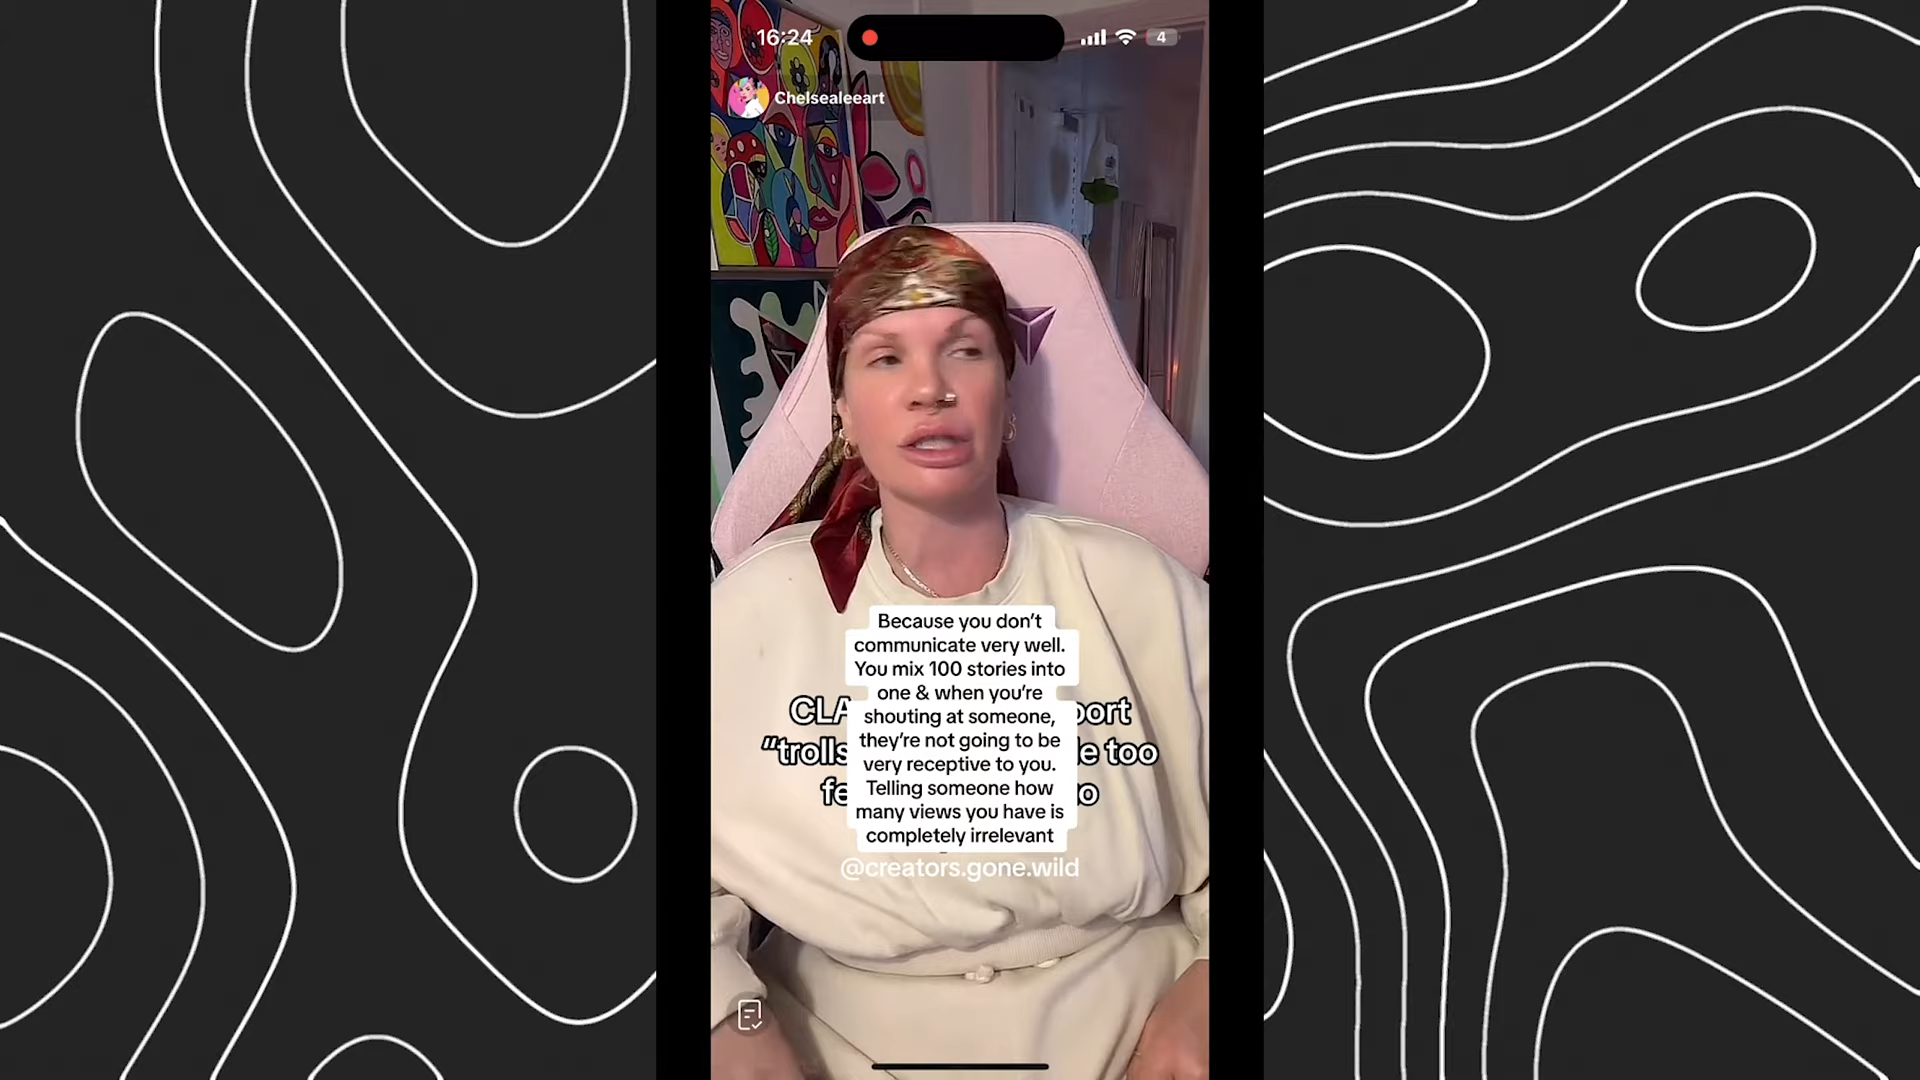 16:24
4
Chelsealeeart
Because you don't
communicate very well.
You mix 100 stories into
one & when you're
shouting at someone,
they're not going to be
very receptive to you.
Telling someone how
many views you have is
completely irrelevant
"trolls
too
@creators.gone.wild